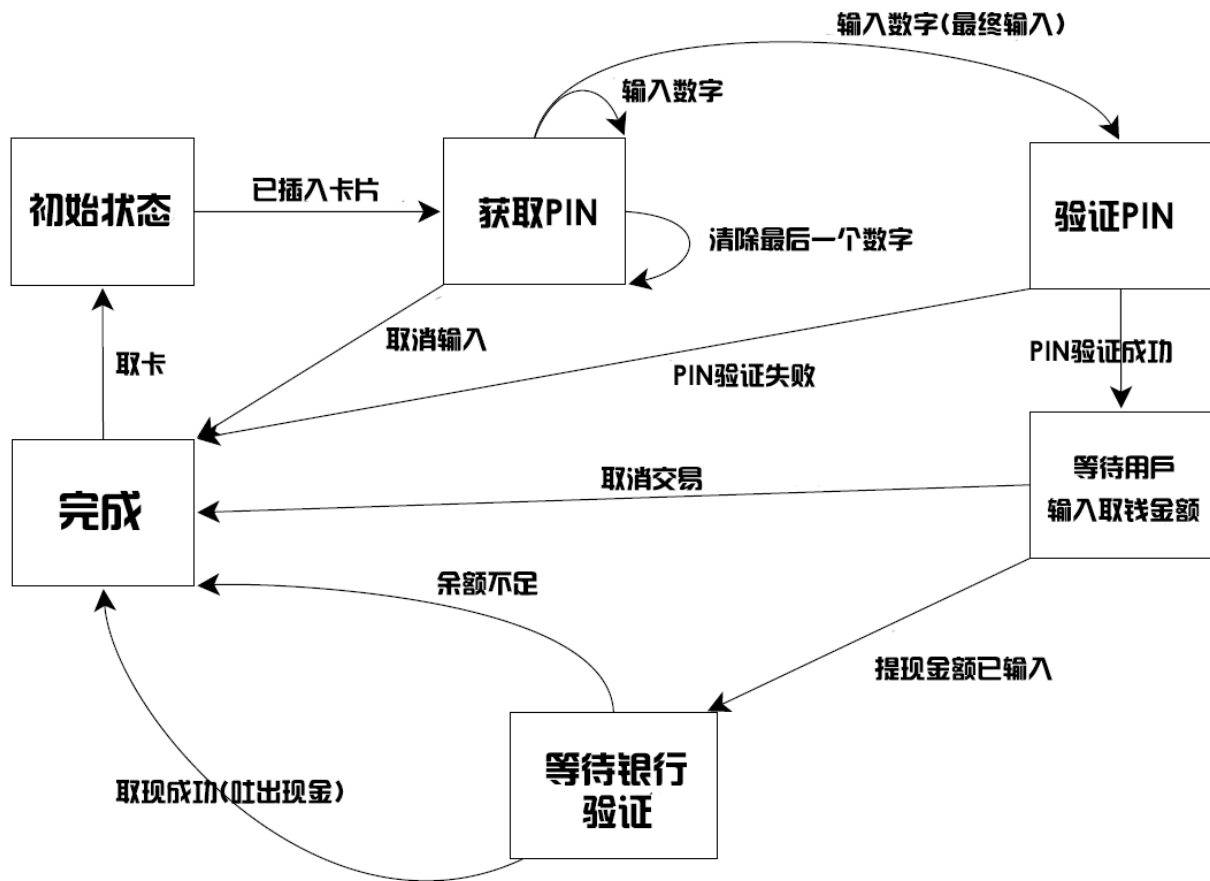 输入数字(最终输入)
输入数字
初始状态
已插入卡片
获取PIN
验证PIN
清除最后一个数字
取消输入
取卡
PIN验证失败
PIN验证成功
完成
取消交易
等待用戶
输入取钱金额
余额不足
提现金额已输入
等待银行
验证
取现成功(吐出现金)